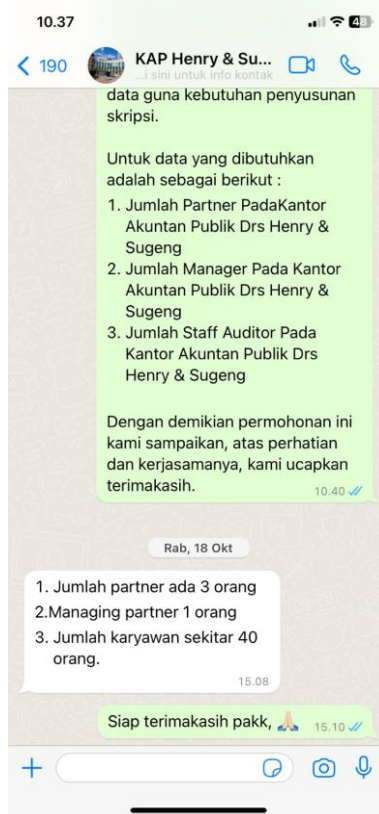 10.37
48
190
KAP Henry & Su...
...i sini untuk info kontak
data guna kebutuhan penyusunan
skripsi.
Untuk data yang dibutuhkan
adalah sebagai berikut :
1. Jumlah Partner PadaKantor
Akuntan Publik Drs Henry &
Sugeng
2. Jumlah Manager Pada Kantor
Akuntan Publik Drs Henry &
Sugeng
3. Jumlah Staff Auditor Pada
Kantor Akuntan Publik Drs
Henry & Sugeng
Dengan demikian permohonan ini
kami sampaikan, atas perhatian
dan kerjasamanya, kami ucapkan
terimakasih.
10.40
Rab, 18 Okt
1. Jumlah partner ada 3 orang
2.Managing partner 1 orang
3. Jumlah karyawan sekitar 40
orang.
15.08
Siap terimakasih pakk, 🙏🏻
15.10